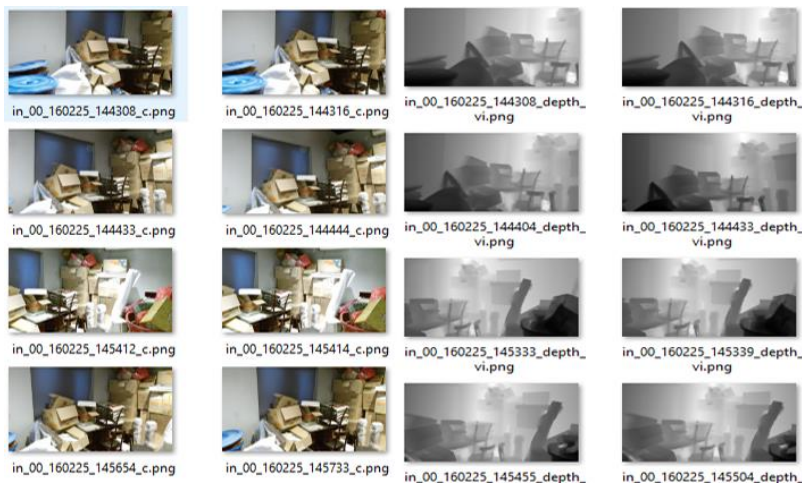 in_00_160225_144308_c.png
in_00_160225_144316_c.png
in_00_160225_144308_depth_
vi.png
in_00_160225_144316_depth_
vi.png
in_00_160225_144433_c.png
in_00_160225_144444_c.png
in_00_160225_144404_depth_
vi.png
in_00_160225_144433_depth_
vi.png
in_00_160225_145412_c.png
in_00_160225_145414_c.png
in_00_160225_145333_depth_
vi.png
in_00_160225_145339_depth_
vi.png
in_00_160225_145654_c.png
in_00_160225_145733_c.png
in_00_160225_145455_depth_
in_00_160225_145504_depth_